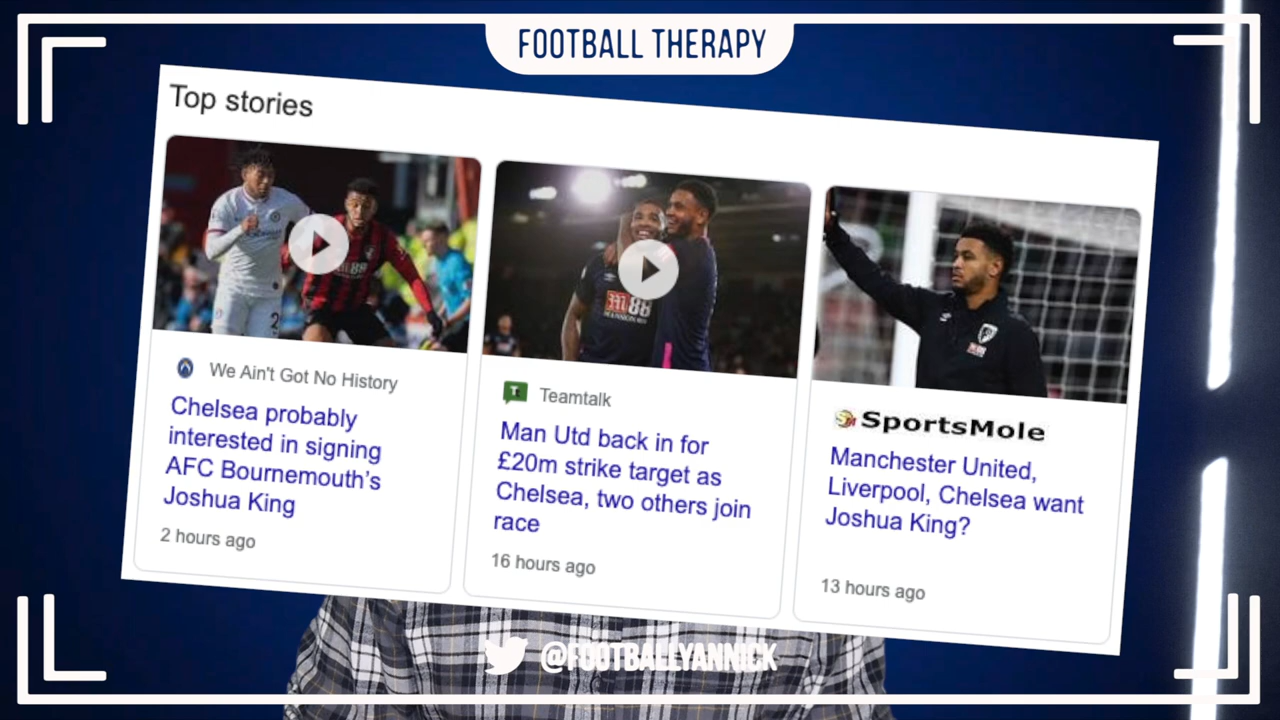 FOOTBALL THERAPY
Top stories
We Ain't Got No History
Chelsea probably
interested in signing
AFC Bournemouth's
Joshua King
2 hours ago
Teamtalk
Man Utd back in for
£20m strike target as
Chelsea, two others join
race
16 hours ago
SportsMole
Manchester United,
Liverpool, Chelsea want
Joshua King?
13 hours ago
@FOOTBALLYANNICK